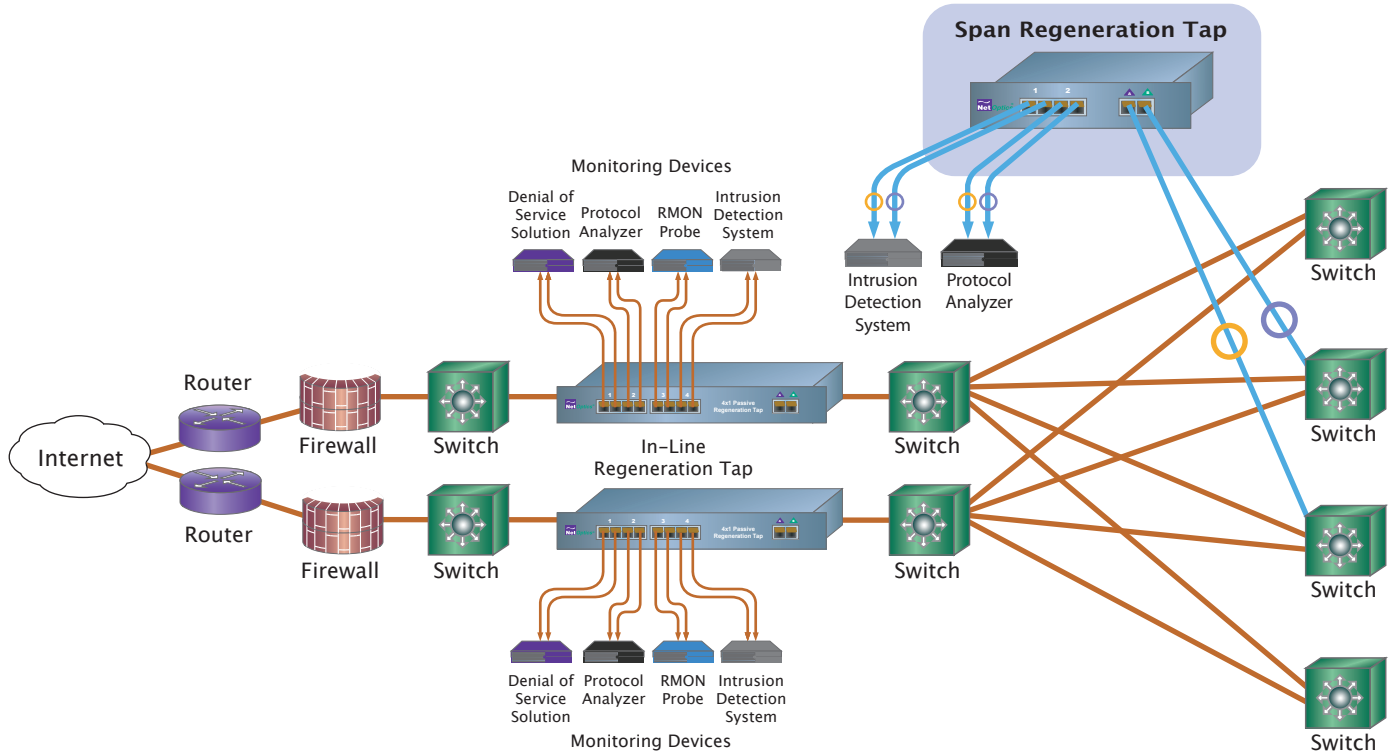 Span Regeneration Tap
1 2
Net
Monitoring Devices
Denial of
Service
Solution
Protocol
Analyzer
RMON
Probe
Intrusion
Detection
System
Intrusion
Detection
System
Protocol
Analyzer
Switch
Router
Firewall
Switch
1 2 3 4
Net
4x1 Passive
Regeneration Tap
Switch
Switch
Internet
In-Line
Regeneration Tap
Router
Firewall
Switch
1 2 3 4
Net
4x1 Passive
Regeneration Tap
Switch
Switch
Denial of
Service
Solution
Protocol
Analyzer
RMON
Probe
Intrusion
Detection
System
Monitoring Devices
Switch